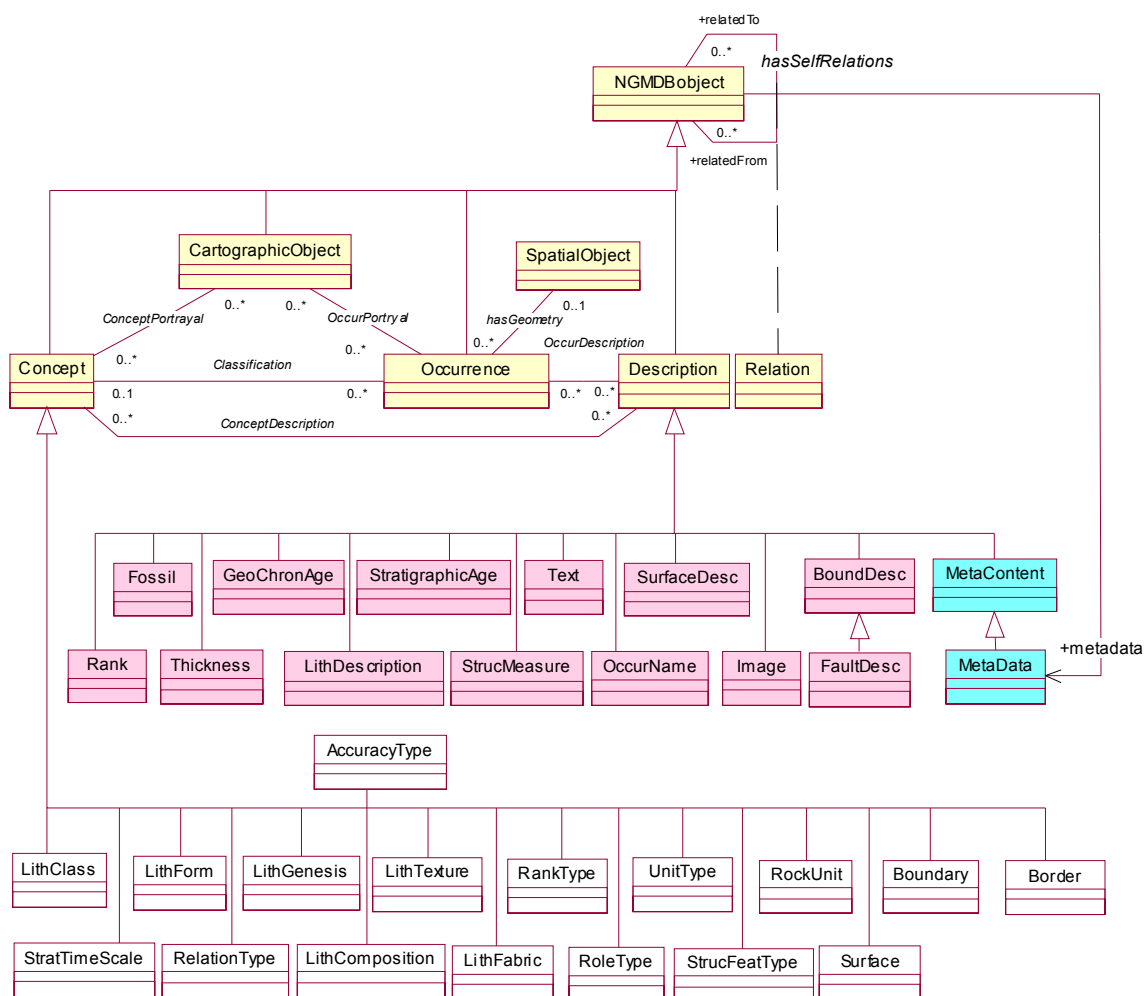 +relatedTo
0..*
hasSelfRelations
NGMDBobject
0..*
+relatedFrom
CartographicObject
SpatialObject
0..*
0..*
0..1
ConceptPortrayal
OccurPortryal
hasGeometry
0..*
0..*
0..*
OccurDescription
Classification
Concept
Occurrence
Description
Relation
0..1
0..*
0..*
0..*
0..*
0..*
ConceptDescription
Fossil
GeoChronAge
StratigraphicAge
Text
SurfaceDesc
BoundDesc
MetaContent
+metadata
Rank
Thickness
LithDescription
StrucMeasure
OccurName
Image
FaultDesc
MetaData
AccuracyType
LithClass
LithForm
LithGenesis
LithTexture
RankType
UnitType
RockUnit
Boundary
Border
StratTimeScale
RelationType
LithComposition
LithFabric
RoleType
StrucFeatType
Surface